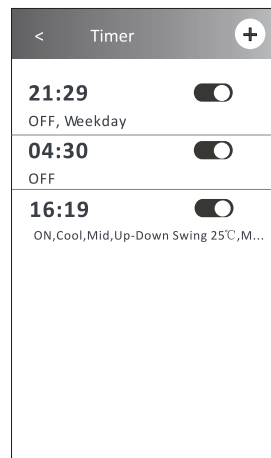 < Timer +
21:29
OFF, Weekday
04:30
OFF
16:19
ON,Cool,Mid,Up-Down Swing 25℃,M...